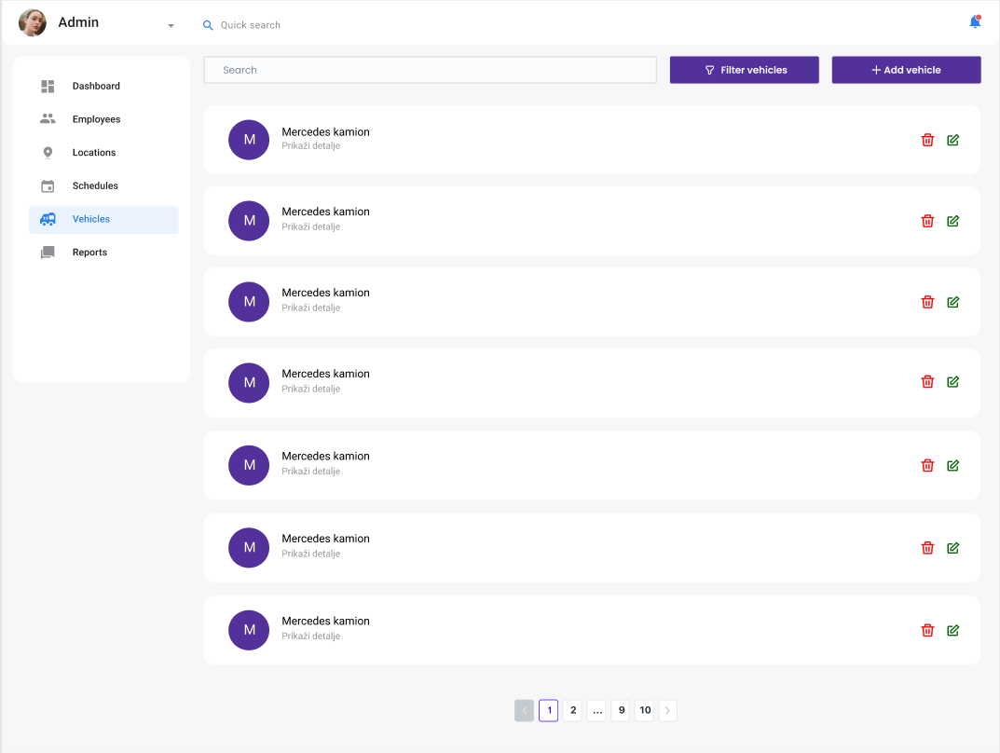 Admin
Quick search
Dashboard
Employees
Locations
Schedules
Vehicles
Reports
Search
Filter vehicles
Add vehicle
M
Mercedes kamion
Prikaži detalje
M
Mercedes kamion
Prikaži detalje
M
Mercedes kamion
Prikaži detalje
M
Mercedes kamion
Prikaži detalje
M
Mercedes kamion
Prikaži detalje
M
Mercedes kamion
Prikaži detalje
M
Mercedes kamion
Prikaži detalje
1 2 ... 9 10